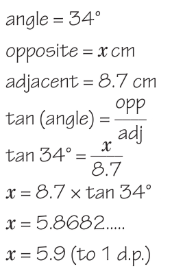 angle = 34°
opposite = x cm
adjacent = 8.7 cm
tan (angle) = opp/adj
tan 34° = x/8.7
x = 8.7 × tan 34°
x = 5.8682.....
x = 5.9 (to 1 d.p.)